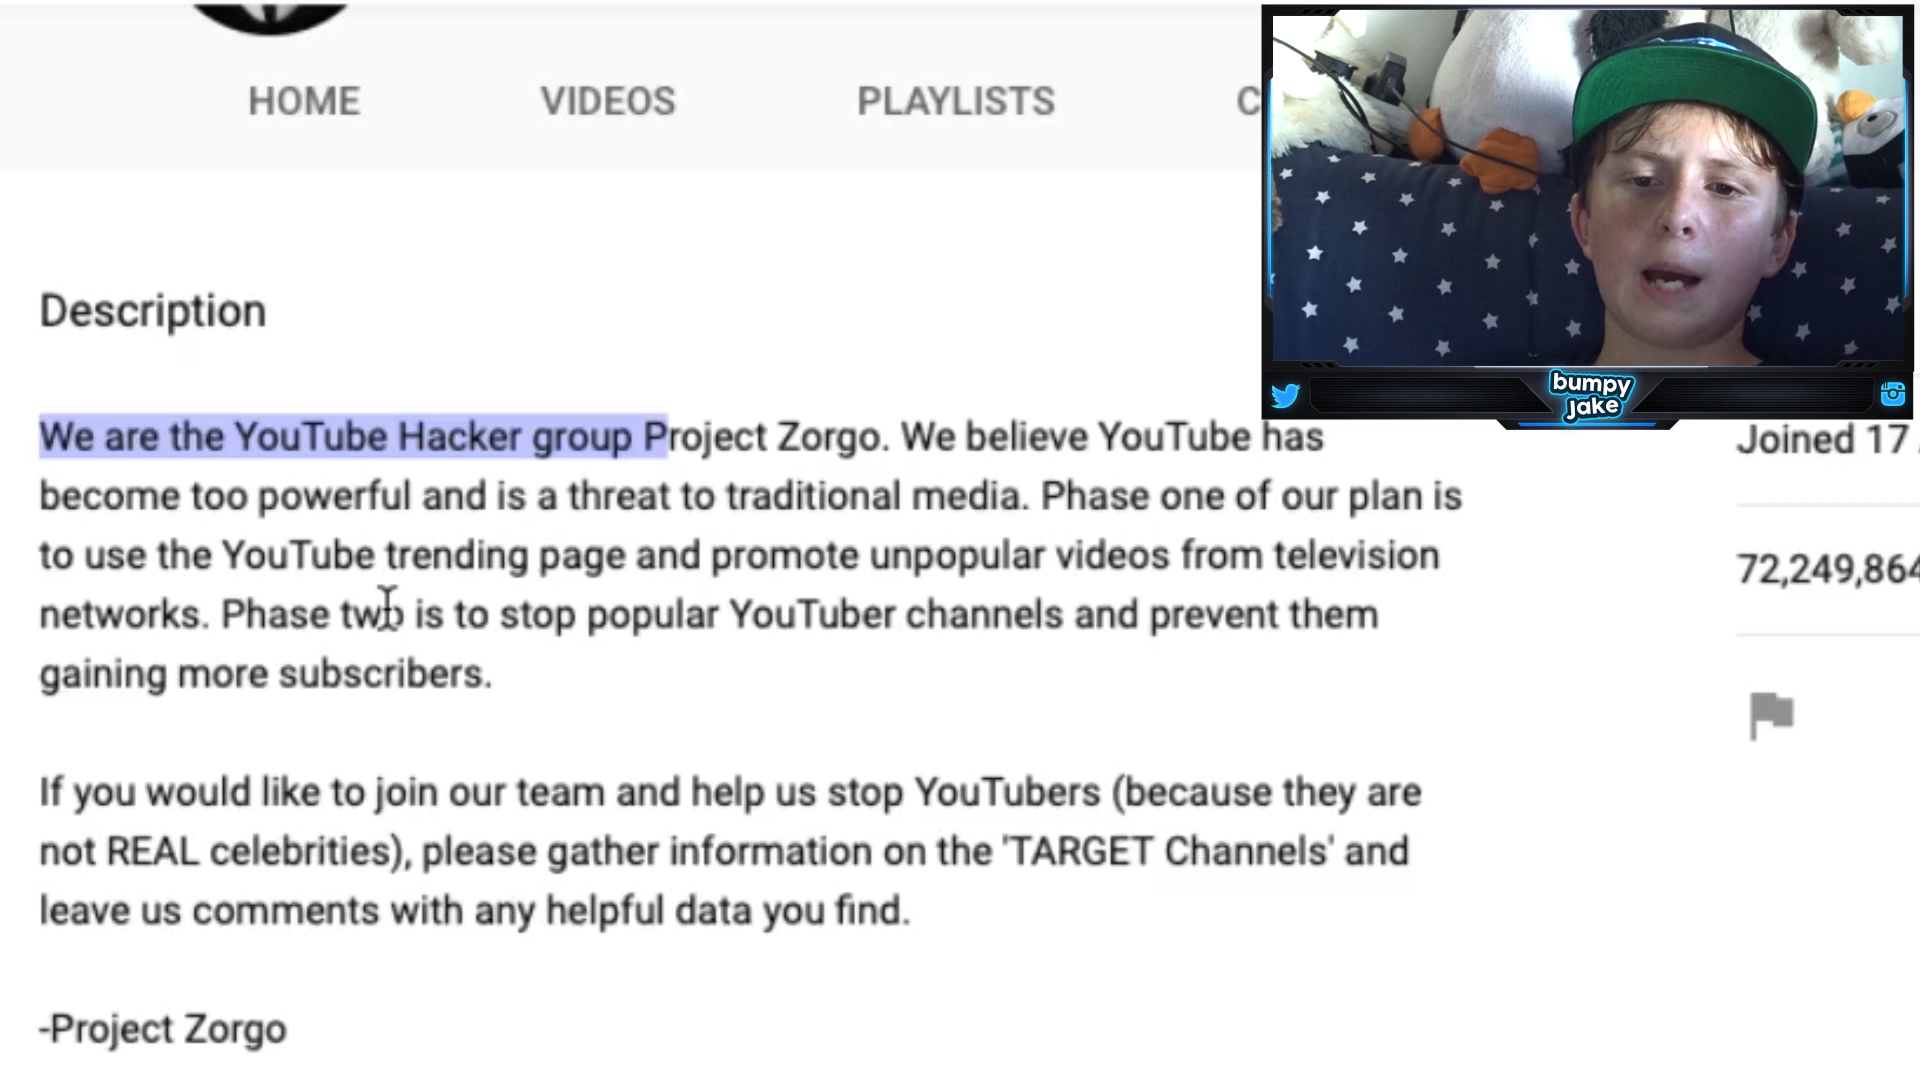 HOME VIDEOS PLAYLISTS C
bumpy
jake
Description
We are the YouTube Hacker group Project Zorgo. We believe YouTube has
become too powerful and is a threat to traditional media. Phase one of our plan is
to use the YouTube trending page and promote unpopular videos from television
networks. Phase two is to stop popular YouTuber channels and prevent them
gaining more subscribers.
If you would like to join our team and help us stop YouTubers (because they are
not REAL celebrities), please gather information on the 'TARGET Channels' and
leave us comments with any helpful data you find.
-Project Zorgo
Joined 17
72,249,864